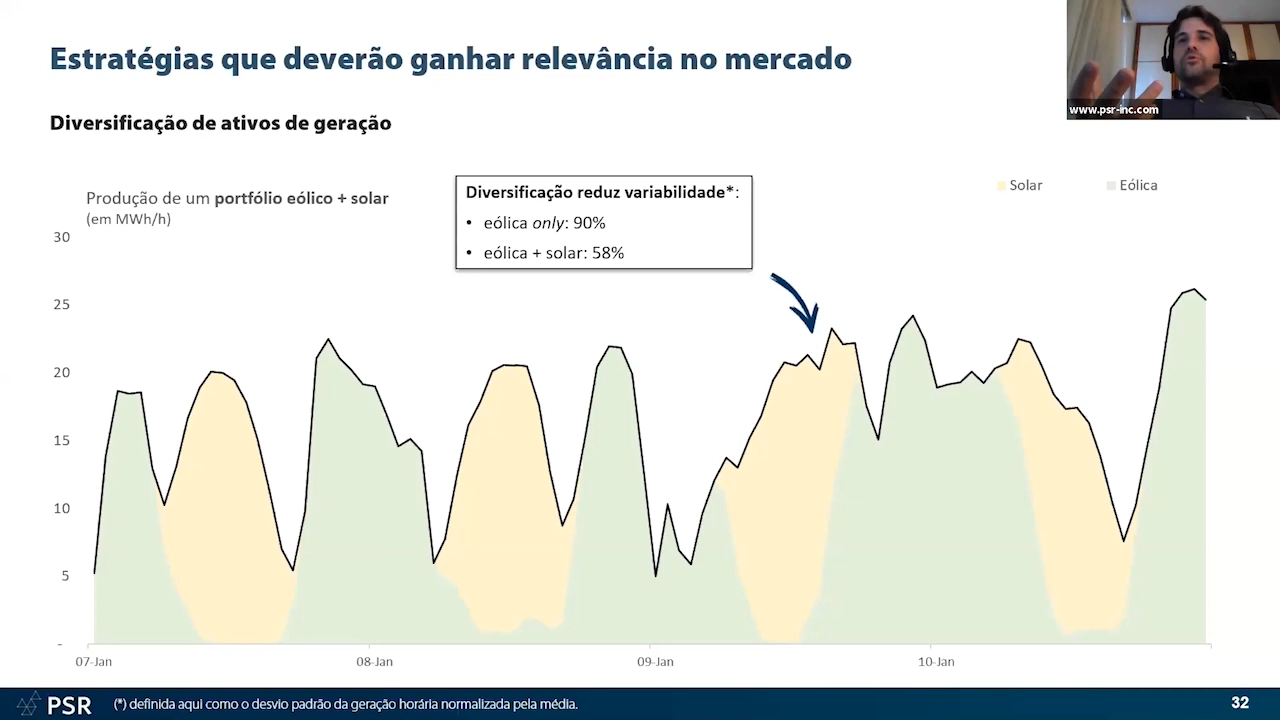 Estratégias que deverão ganhar relevância no mercado
www.psr-inc.com
Diversificação de ativos de geração
Produção de um portfólio eólico + solar
(em MWh/h)
Diversificação reduz variabilidade*:
• eólica only: 90%
• eólica + solar: 58%
Solar
Eólica
30
25
20
15
10
5
-
07-Jan
08-Jan
09-Jan
10-Jan
PSR
(*) definida aqui como o desvio padrão da geração horária normalizada pela média.
32